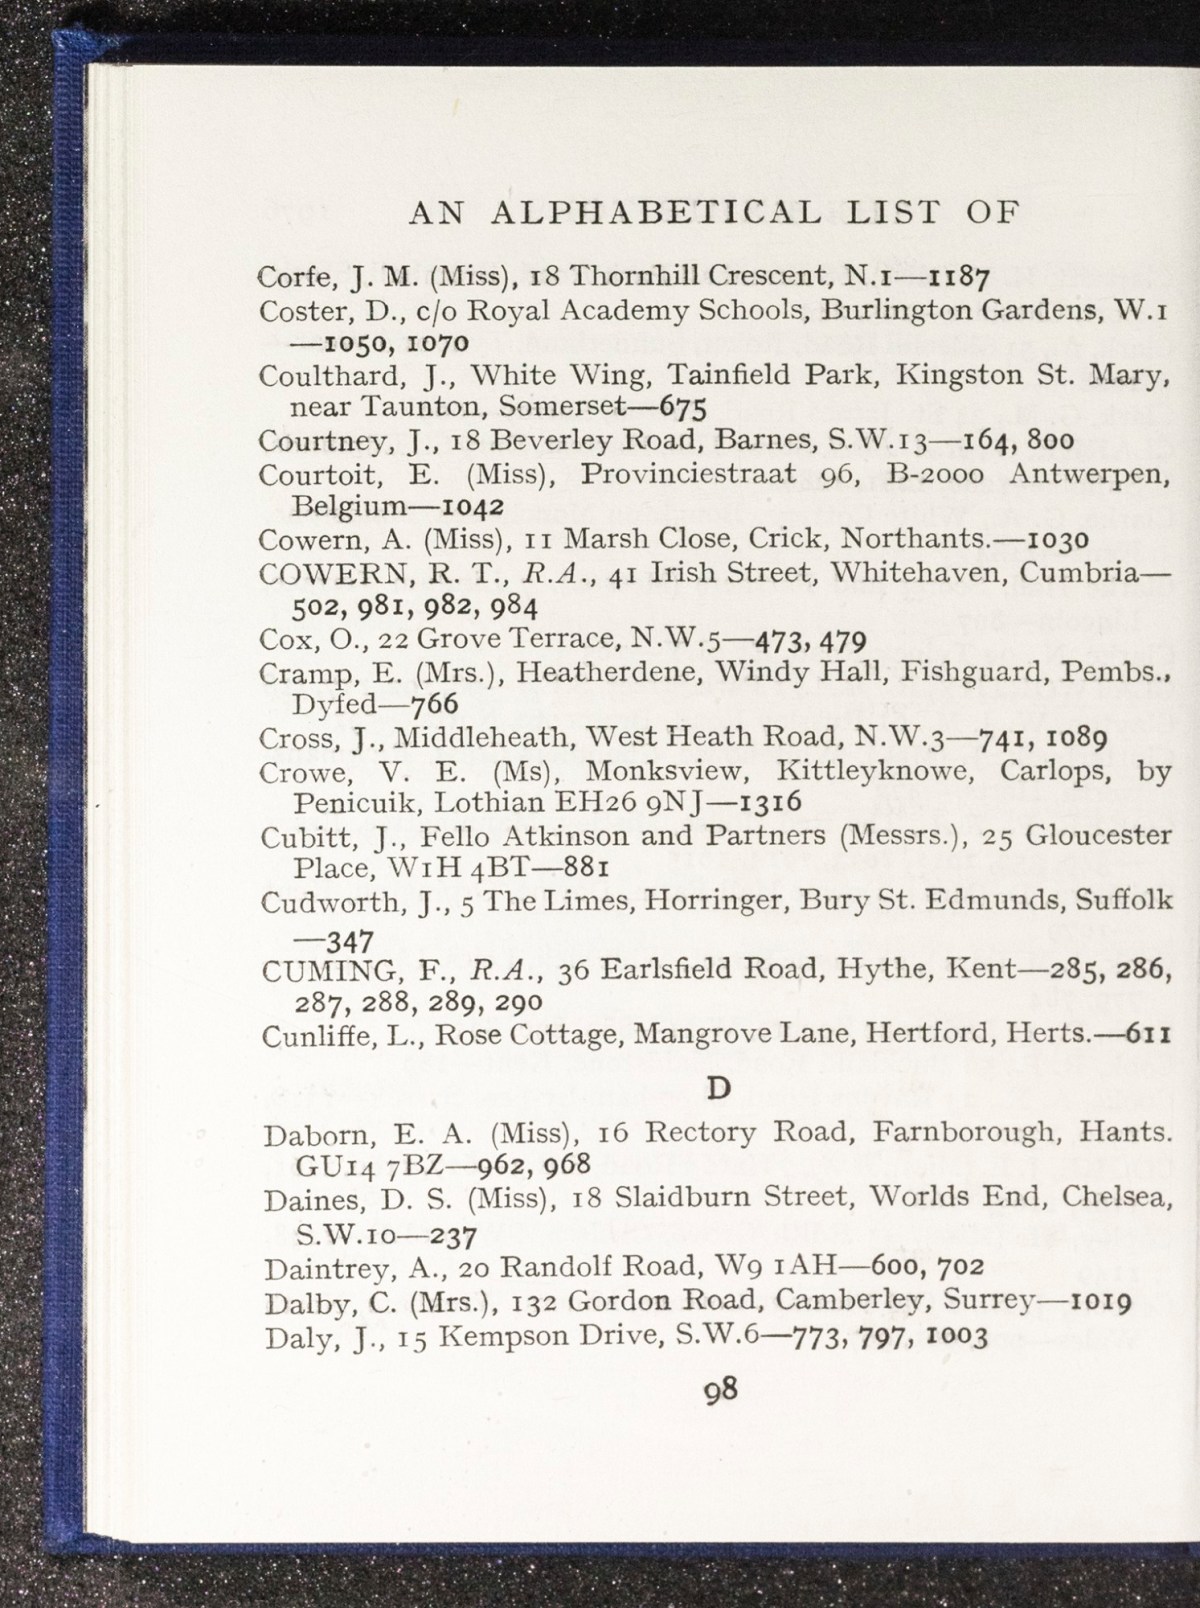 AN ALPHABETICAL LIST OF
Corfe, J. M. (Miss), 18 Thornhill Crescent, N.1—1187
Coster, D., c/o Royal Academy Schools, Burlington Gardens, W.1
—1050, 1070
Coulthard, J., White Wing, Tainfield Park, Kingston St. Mary,
near Taunton, Somerset—675
Courtney, J., 18 Beverley Road, Barnes, S.W.13—164, 800
Courtoit, E. (Miss), Provinciestraat 96, B-2000 Antwerpen,
Belgium—1042
Cowern, A. (Miss), 11 Marsh Close, Crick, Northants.—1030
COWERN, R. T., R.A., 41 Irish Street, Whitehaven, Cumbria—
502, 981, 982, 984
Cox, O., 22 Grove Terrace, N.W.5—473, 479
Cramp, E. (Mrs.), Heatherdene, Windy Hall, Fishguard, Pembs.,
Dyfed—766
Cross, J., Middleheath, West Heath Road, N.W.3—741, 1089
Crowe, V. E. (Ms), Monksview, Kittleyknowe, Carlops, by
Penicuik, Lothian EH26 9NJ—1316
Cubitt, J., Fello Atkinson and Partners (Messrs.), 25 Gloucester
Place, W1H 4BT—881
Cudworth, J., 5 The Limes, Horringer, Bury St. Edmunds, Suffolk
—347
CUMING, F., R.A., 36 Earlsfield Road, Hythe, Kent—285, 286,
287, 288, 289, 290
Cunliffe, L., Rose Cottage, Mangrove Lane, Hertford, Herts.—611
D
Daborn, E. A. (Miss), 16 Rectory Road, Farnborough, Hants.
GU14 7BZ—962, 968
Daines, D. S. (Miss), 18 Slaidburn Street, Worlds End, Chelsea,
S.W.10—237
Daintrey, A., 20 Randolf Road, W9 1AH—600, 702
Dalby, C. (Mrs.), 132 Gordon Road, Camberley, Surrey—1019
Daly, J., 15 Kempson Drive, S.W.6—773, 797, 1003
98